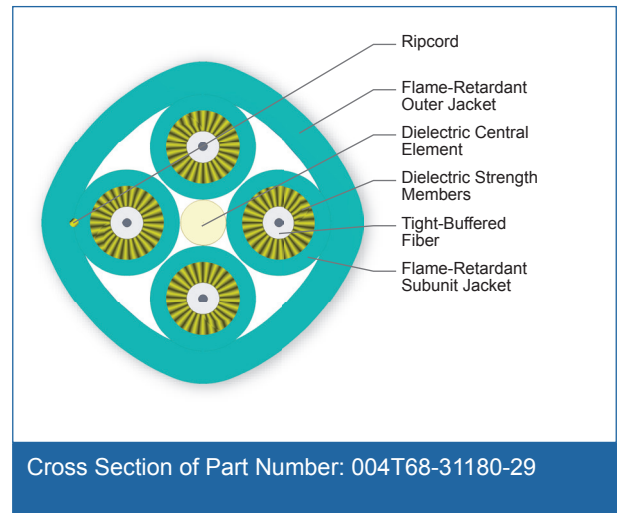 Ripcord
Flame-Retardant
Outer Jacket
Dielectric Central
Element
Dielectric Strength
Members
Tight-Buffered
Fiber
Flame-Retardant
Subunit Jacket
Cross Section of Part Number: 004T68-31180-29